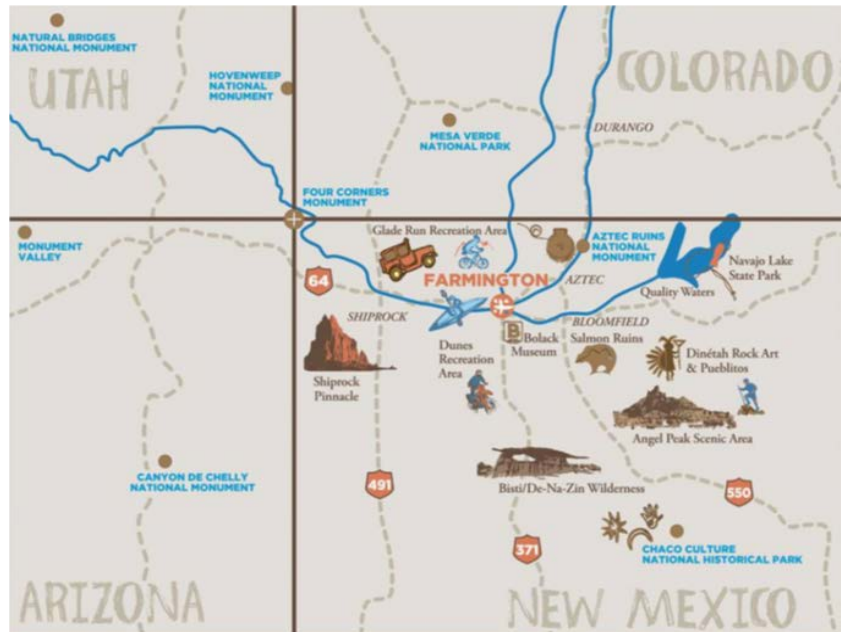 NATURAL BRIDGES
NATIONAL MONUMENT
UTAH
HOVENWEEP
NATIONAL
MONUMENT
COLORADO
MESA VERDE
NATIONAL PARK
DURANGO
FOUR CORNERS
MONUMENT
MONUMENT
VALLEY
Glade Run Recreation Area
AZTEC RUINS
NATIONAL
MONUMENT
Navajo Lake
State Park
64
FARMINGTON
AZTEC
Quality Waters
SHIPROCK
BLOOMFIELD
B
Bolack
Museum
Salmon Ruins
Dunes
Recreation
Area
Dinétah Rock Art
& Pueblitos
Shiprock
Pinnacle
Angel Peak Scenic Area
CANYON DE CHELLY
NATIONAL MONUMENT
491
Bisti/De-Na-Zin Wilderness
550
371
CHACO CULTURE
NATIONAL HISTORICAL PARK
ARIZONA
NEW MEXICO